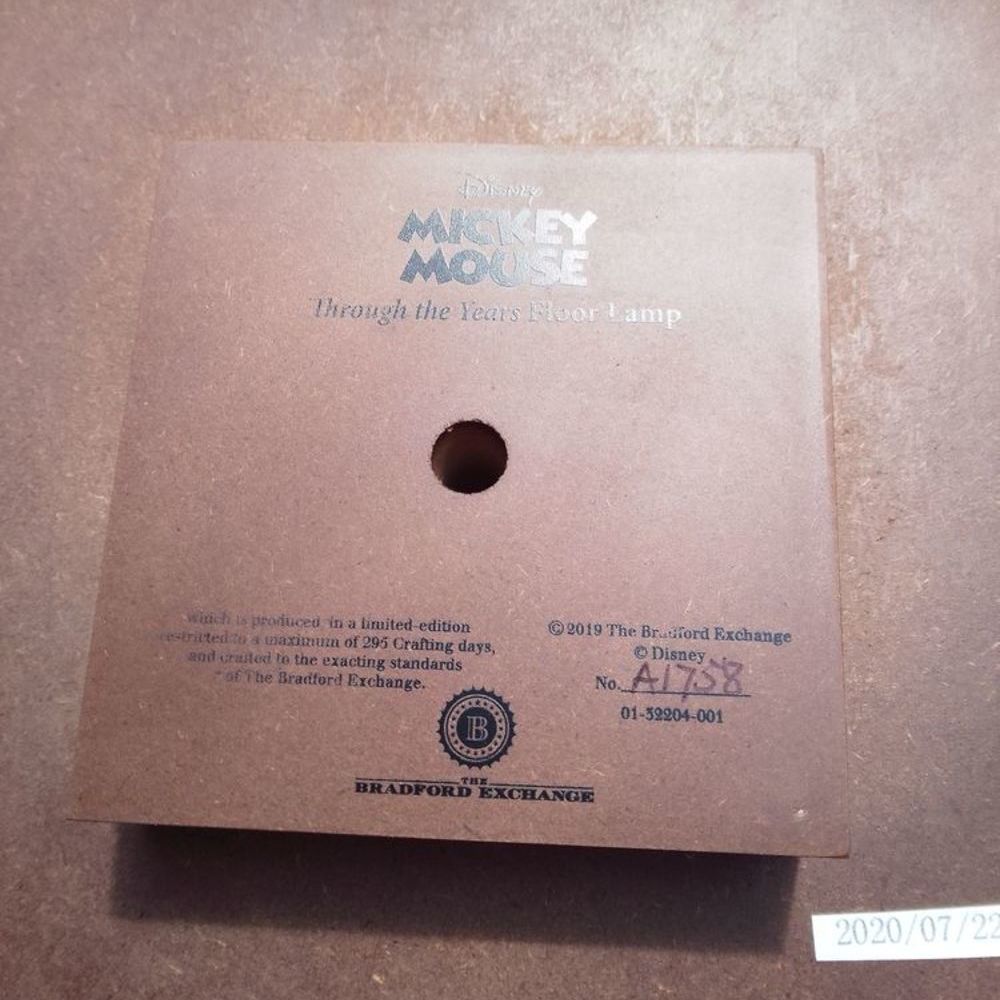 Disney
MICKEY
MOUSE
Through the Years Floor Lamp
which is produced in a limited-edition
restricted to a maximum of 295 Crafting days,
and crafted to the exacting standards
of The Bradford Exchange.
© 2019 The Bradford Exchange
© Disney
No. A1758
01-32204-001
B
THE
BRADFORD EXCHANGE
2020/07/22